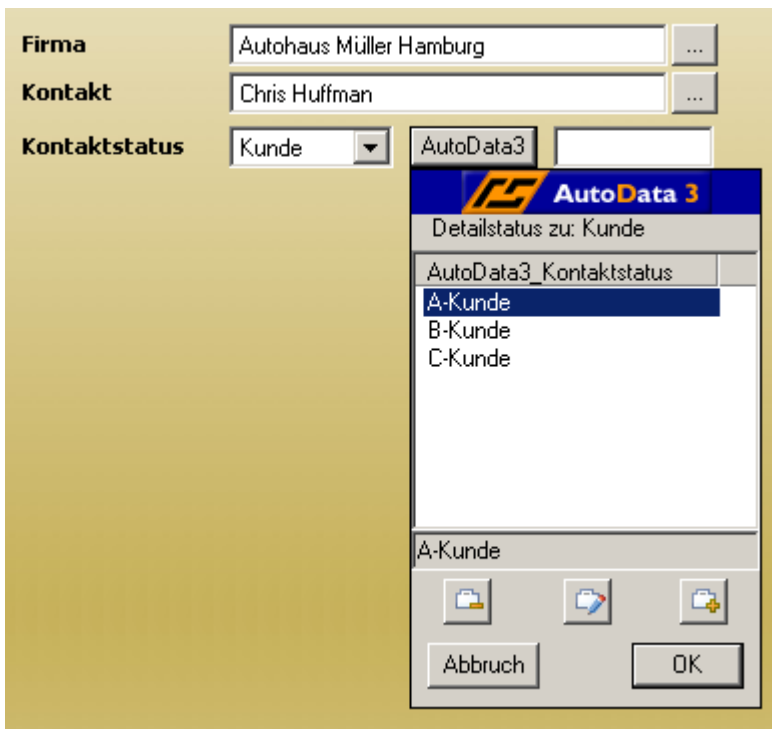 Firma Autohaus Müller Hamburg ...
Kontakt Chris Huffman ...
Kontaktstatus Kunde AutoData3
AutoData 3
Detailstatus zu: Kunde
AutoData3_Kontaktstatus
A-Kunde
B-Kunde
C-Kunde
A-Kunde
Abbruch OK